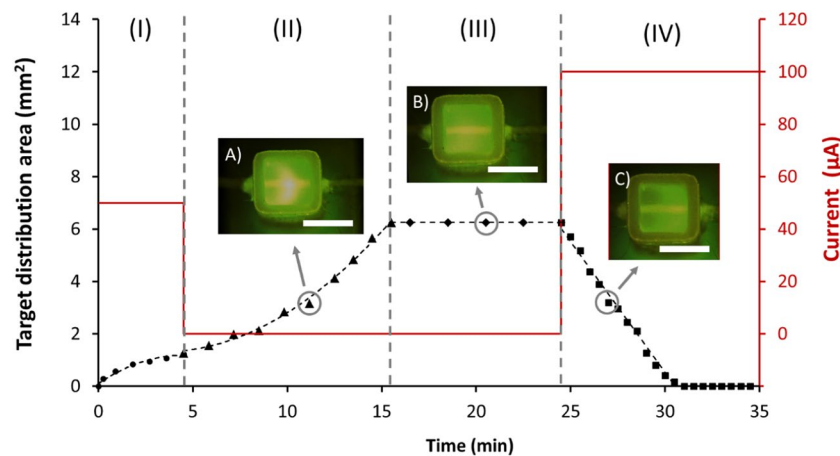 (I)
(II)
(III)
(IV)
14
12
10
8
6
4
2
0
Target distribution area (mm²)
A)
B)
C)
120
100
80
60
40
20
0
Current (μA)
0
5
10
15
20
25
30
35
Time (min)